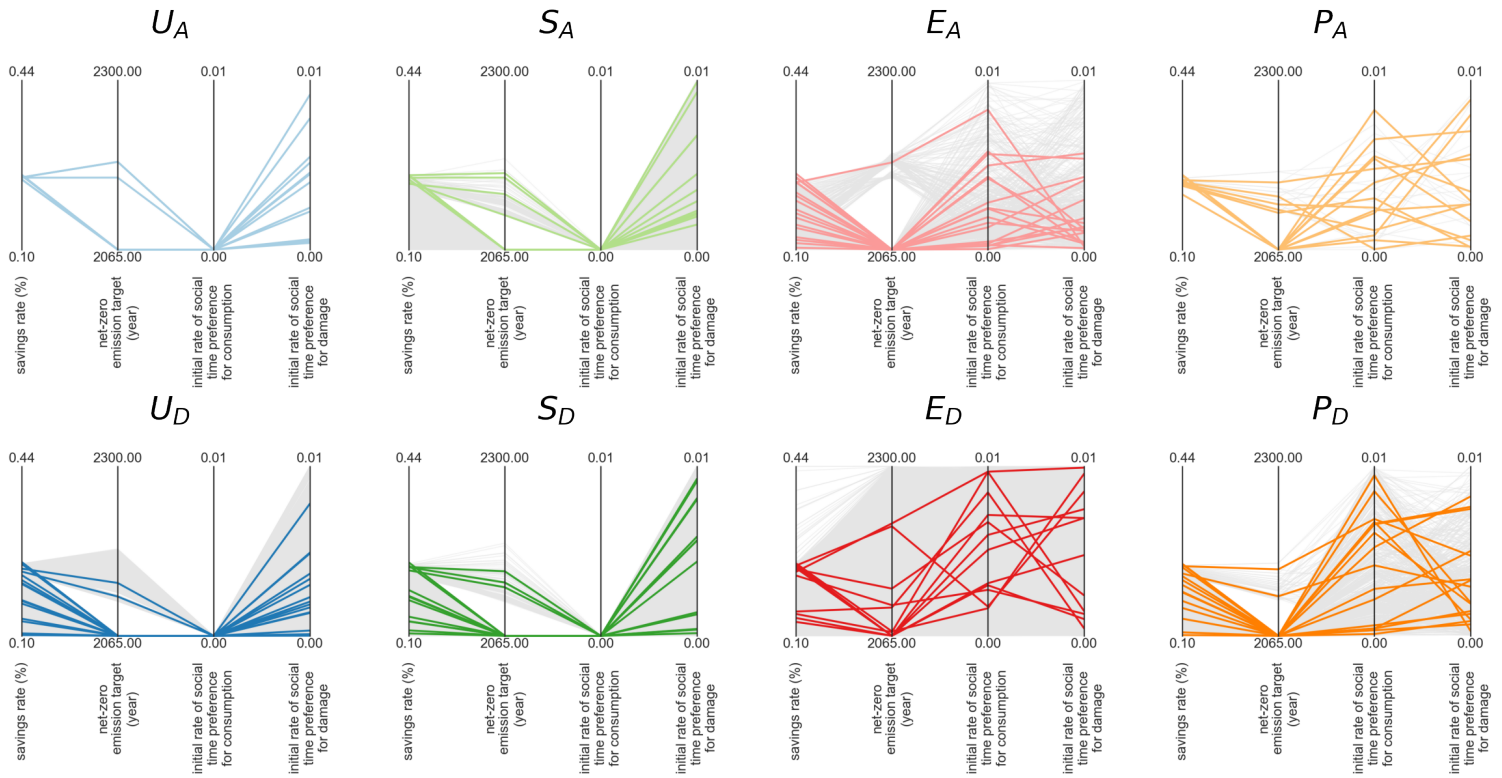 U_A S_A E_A P_A
0.44 2300.00 0.01 0.01 0.44 2300.00 0.01 0.01 0.44 2300.00 0.01 0.01 0.44 2300.00 0.01 0.01
0.10 2065.00 0.00 0.00 0.10 2065.00 0.00 0.00 0.10 2065.00 0.00 0.00 0.10 2065.00 0.00 0.00
savings rate (%)
net-zero
emission target
(year)
initial rate of social
time preference
for consumption
initial rate of social
time preference
for damage
savings rate (%)
net-zero
emission target
(year)
initial rate of social
time preference
for consumption
initial rate of social
time preference
for damage
savings rate (%)
net-zero
emission target
(year)
initial rate of social
time preference
for consumption
initial rate of social
time preference
for damage
savings rate (%)
net-zero
emission target
(year)
initial rate of social
time preference
for consumption
initial rate of social
time preference
for damage
U_D S_D E_D P_D
0.44 2300.00 0.01 0.01 0.44 2300.00 0.01 0.01 0.44 2300.00 0.01 0.01 0.44 2300.00 0.01 0.01
0.10 2065.00 0.00 0.00 0.10 2065.00 0.00 0.00 0.10 2065.00 0.00 0.00 0.10 2065.00 0.00 0.00
savings rate (%)
net-zero
emission target
(year)
initial rate of social
time preference
for consumption
initial rate of social
time preference
for damage
savings rate (%)
net-zero
emission target
(year)
initial rate of social
time preference
for consumption
initial rate of social
time preference
for damage
savings rate (%)
net-zero
emission target
(year)
initial rate of social
time preference
for consumption
initial rate of social
time preference
for damage
savings rate (%)
net-zero
emission target
(year)
initial rate of social
time preference
for consumption
initial rate of social
time preference
for damage